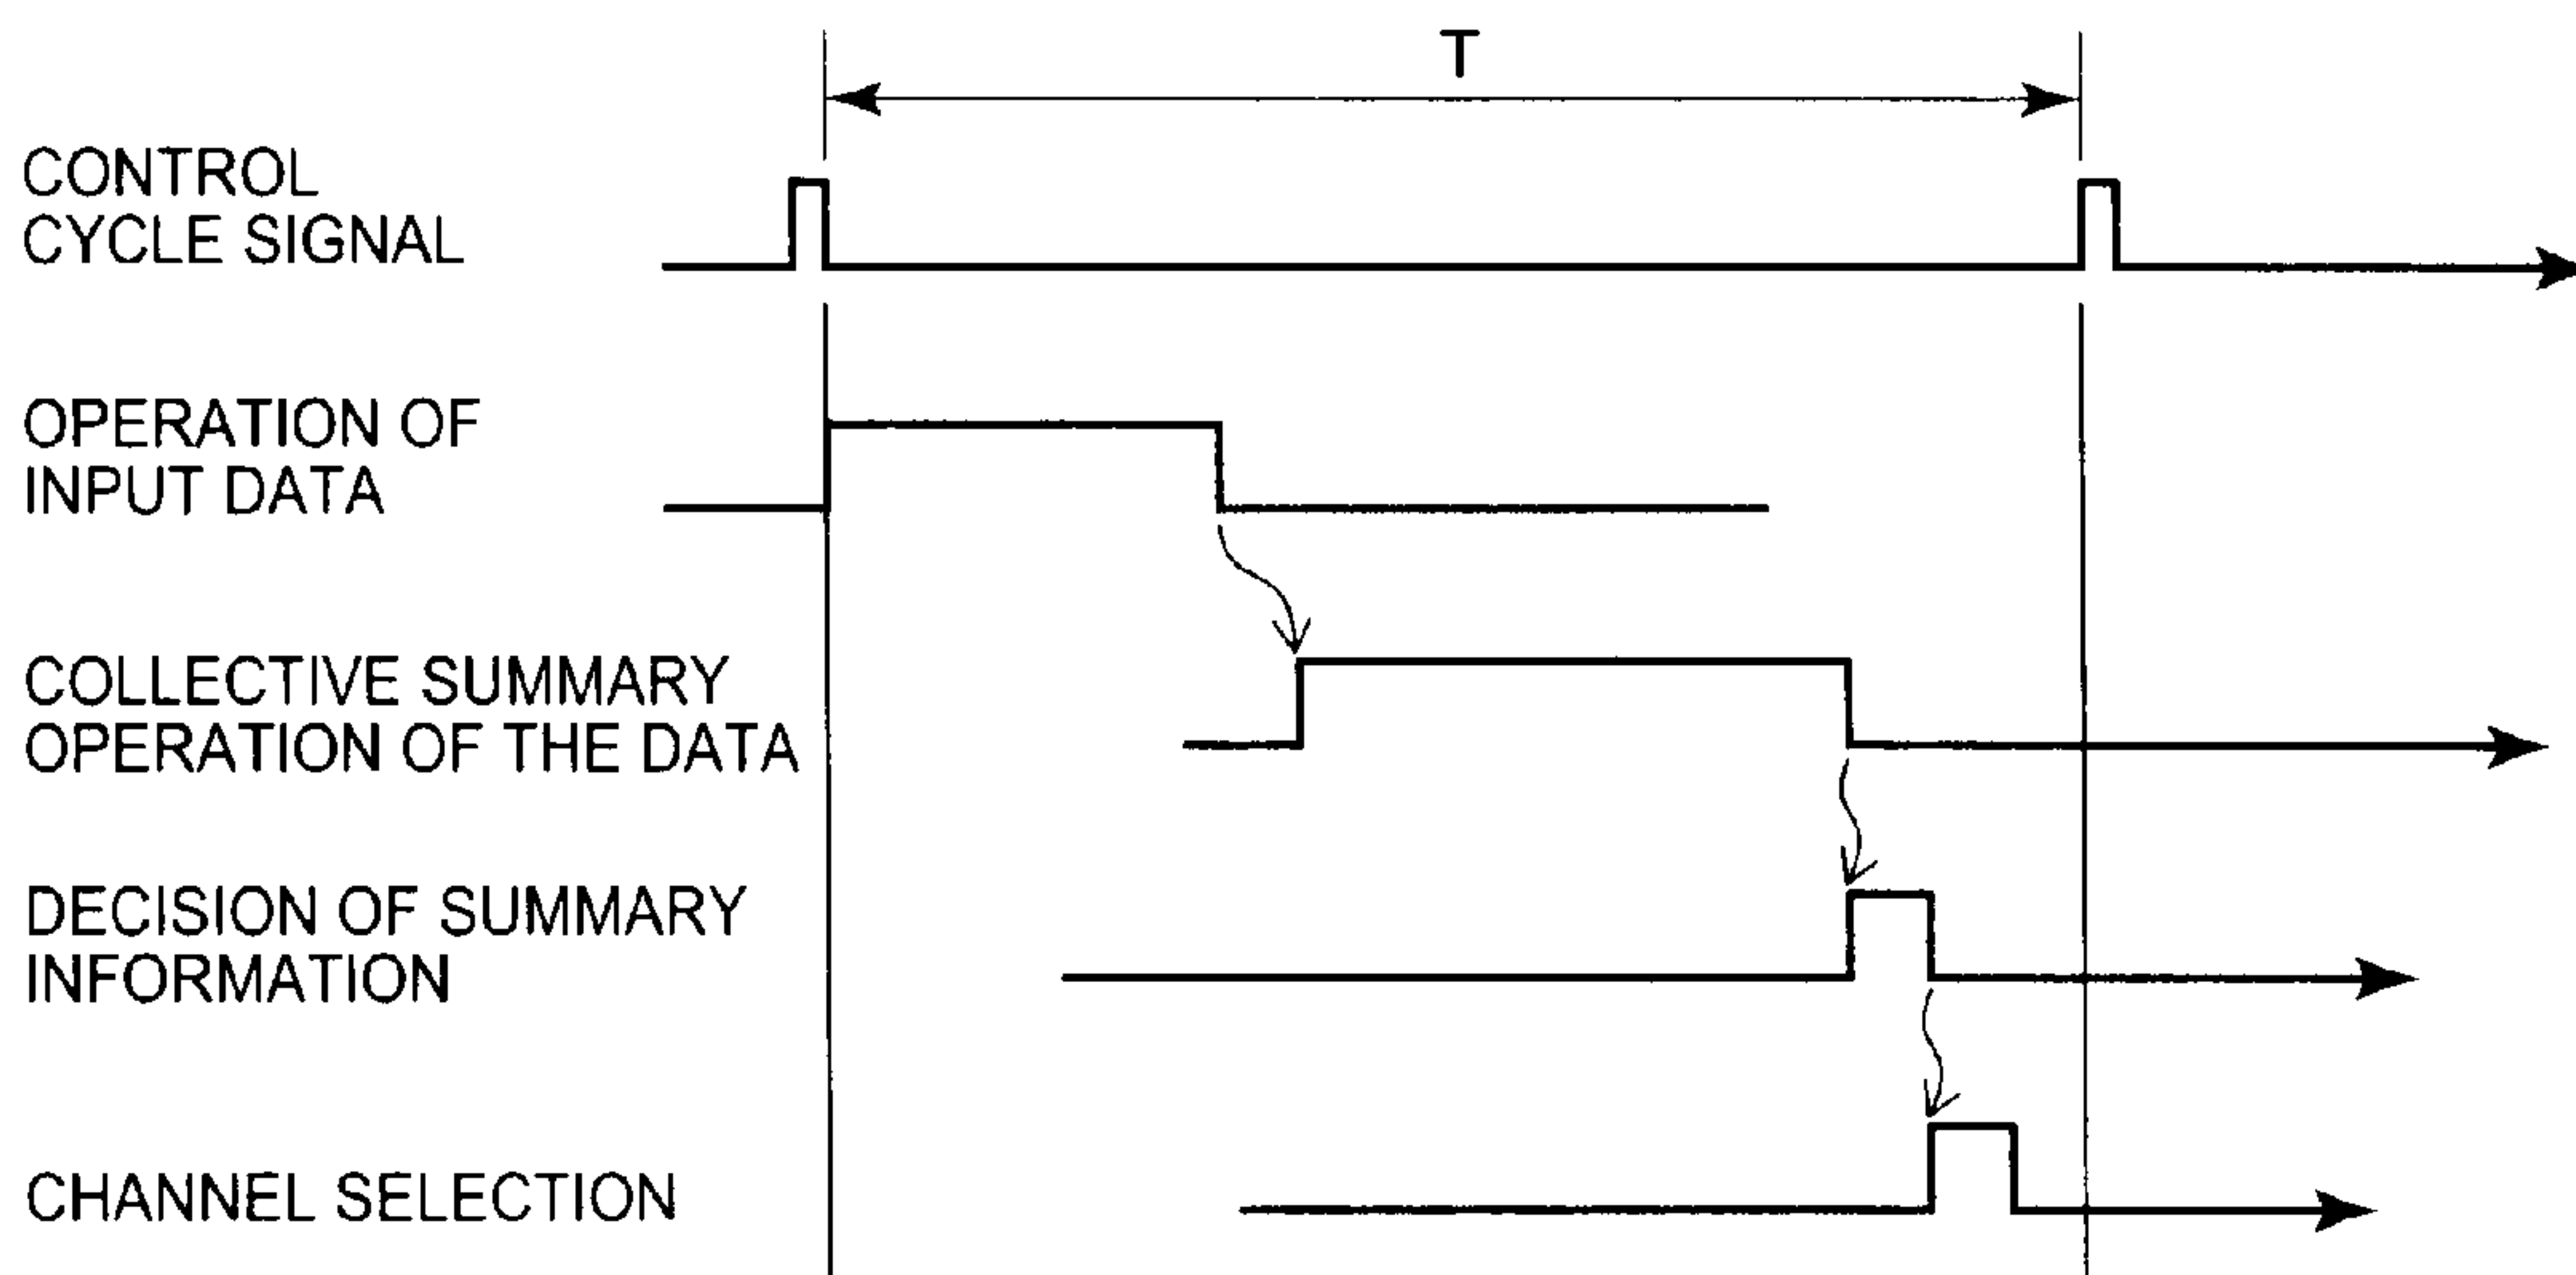 T
CONTROL
CYCLE SIGNAL
OPERATION OF
INPUT DATA
COLLECTIVE SUMMARY
OPERATION OF THE DATA
DECISION OF SUMMARY
INFORMATION
CHANNEL SELECTION